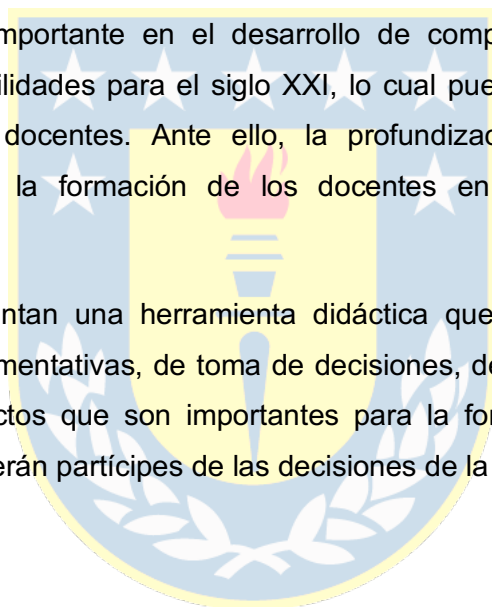 mportante en el desarrollo de comp
ilidades para el siglo XXI, lo cual pue
docentes. Ante ello, la profundiza
la formación de los docentes en
ntan una herramienta didáctica que
mentativas, de toma de decisiones, de
ctos que son importantes para la for
erán partícipes de las decisiones de la